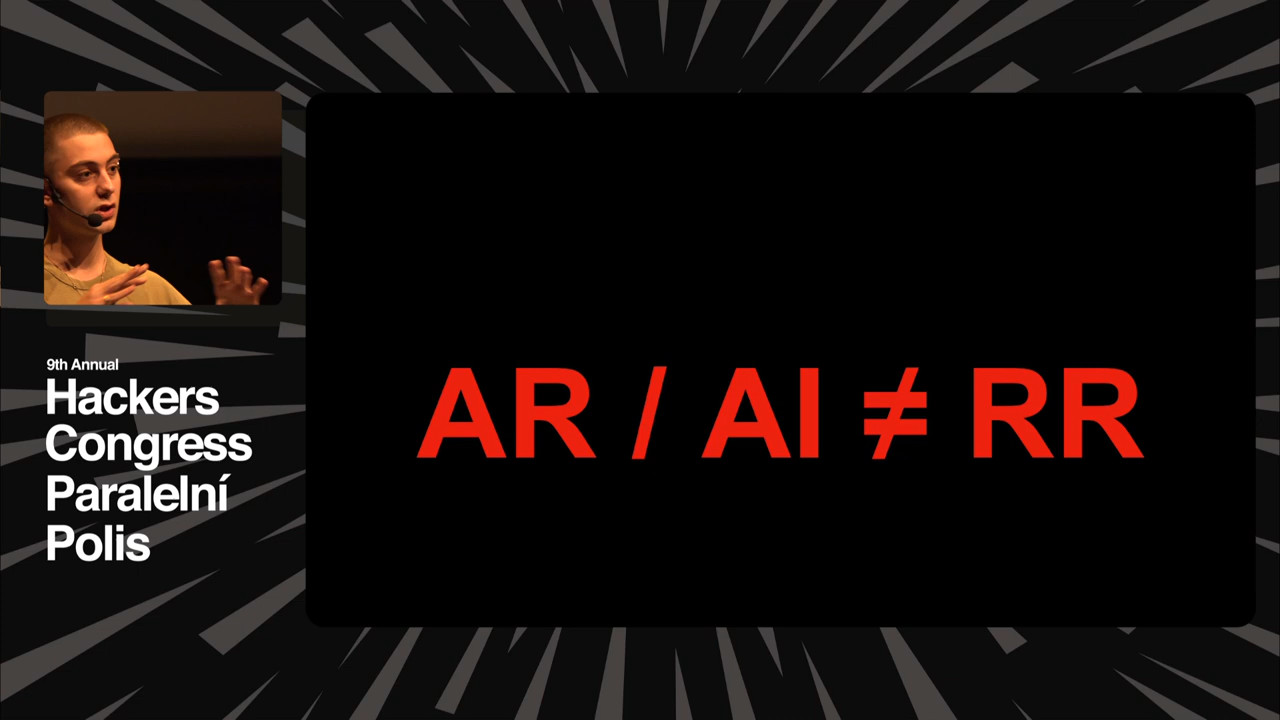 9th Annual
Hackers
Congress
Paralelní
Polis
AR / AI ≠ RR